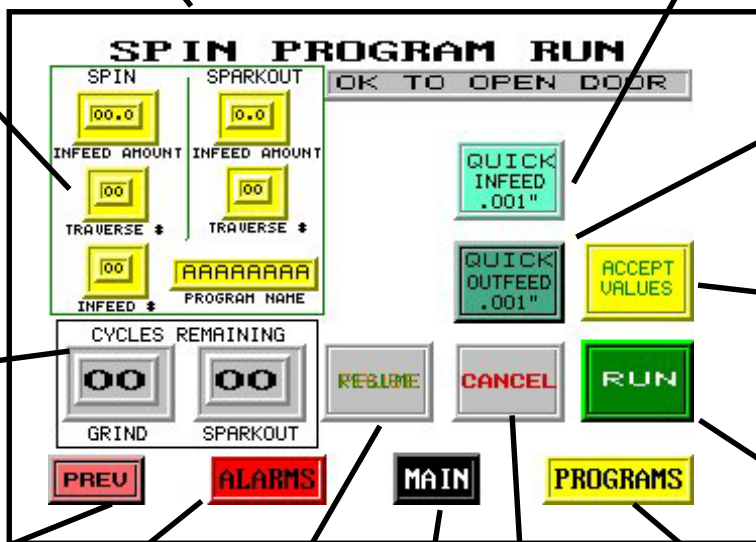 SPIN PROGRAM RUN
SPIN SPARKOUT
OK TO OPEN DOOR
00.0 0.0
INFEED AMOUNT INFEED AMOUNT
QUICK
INFEED
.001"
00 00
TRAVERSE # TRAVERSE #
00 AAAAAAAA
INFEED # PROGRAM NAME
QUICK
OUTFEED
.001"
ACCEPT
VALUES
CYCLES REMAINING
00 00
GRIND SPARKOUT
RESUME
CANCEL
RUN
PREV ALARMS MAIN PROGRAMS